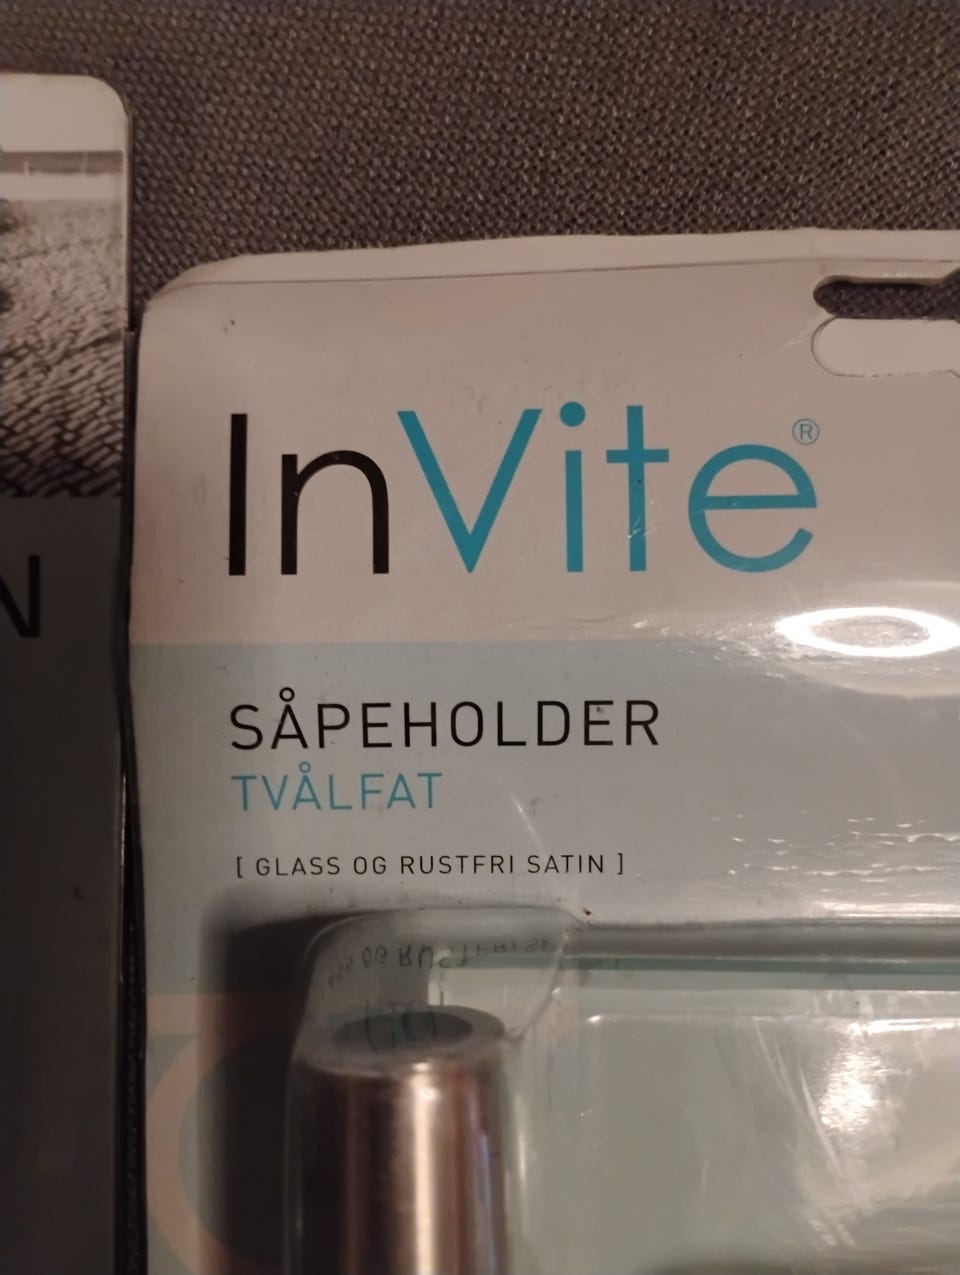 InVite®
N
SÅPEHOLDER
TVÅLFAT
[ GLASS OG RUSTFRI SATIN ]